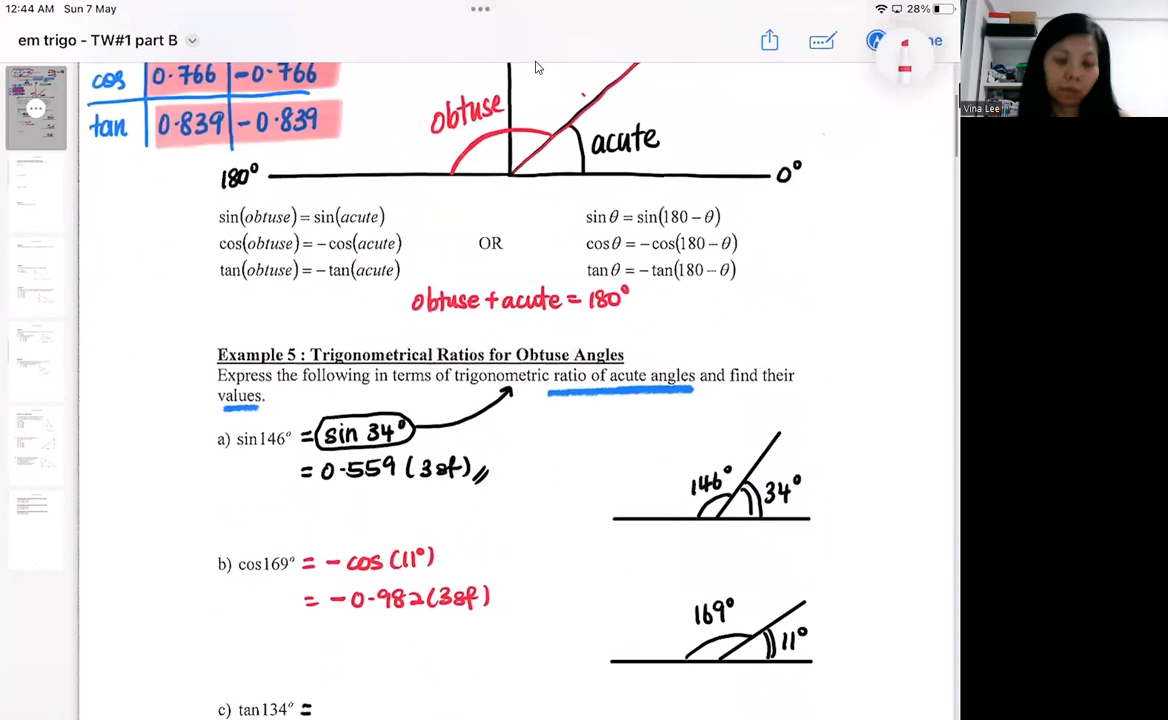 12:44 AM Sun 7 May
28%
em trigo - TW#1 part B
cos 0.766 -0.766
tan 0.839 -0.839
obtuse
acute
180° 0°
Vina Lee
sin(obtuse) = sin(acute) sin θ = sin(180 − θ)
cos(obtuse) = −cos(acute) OR cos θ = −cos(180 − θ)
tan(obtuse) = −tan(acute) tan θ = −tan(180 − θ)
obtuse + acute = 180°
Example 5 : Trigonometrical Ratios for Obtuse Angles
Express the following in terms of trigonometric ratio of acute angles and find their
values.
a) sin146° = sin 34°
= 0.559 (3sf)
146° 34°
b) cos169° = - cos (11°)
= -0.982 (3sf)
169° 11°
c) tan134° =